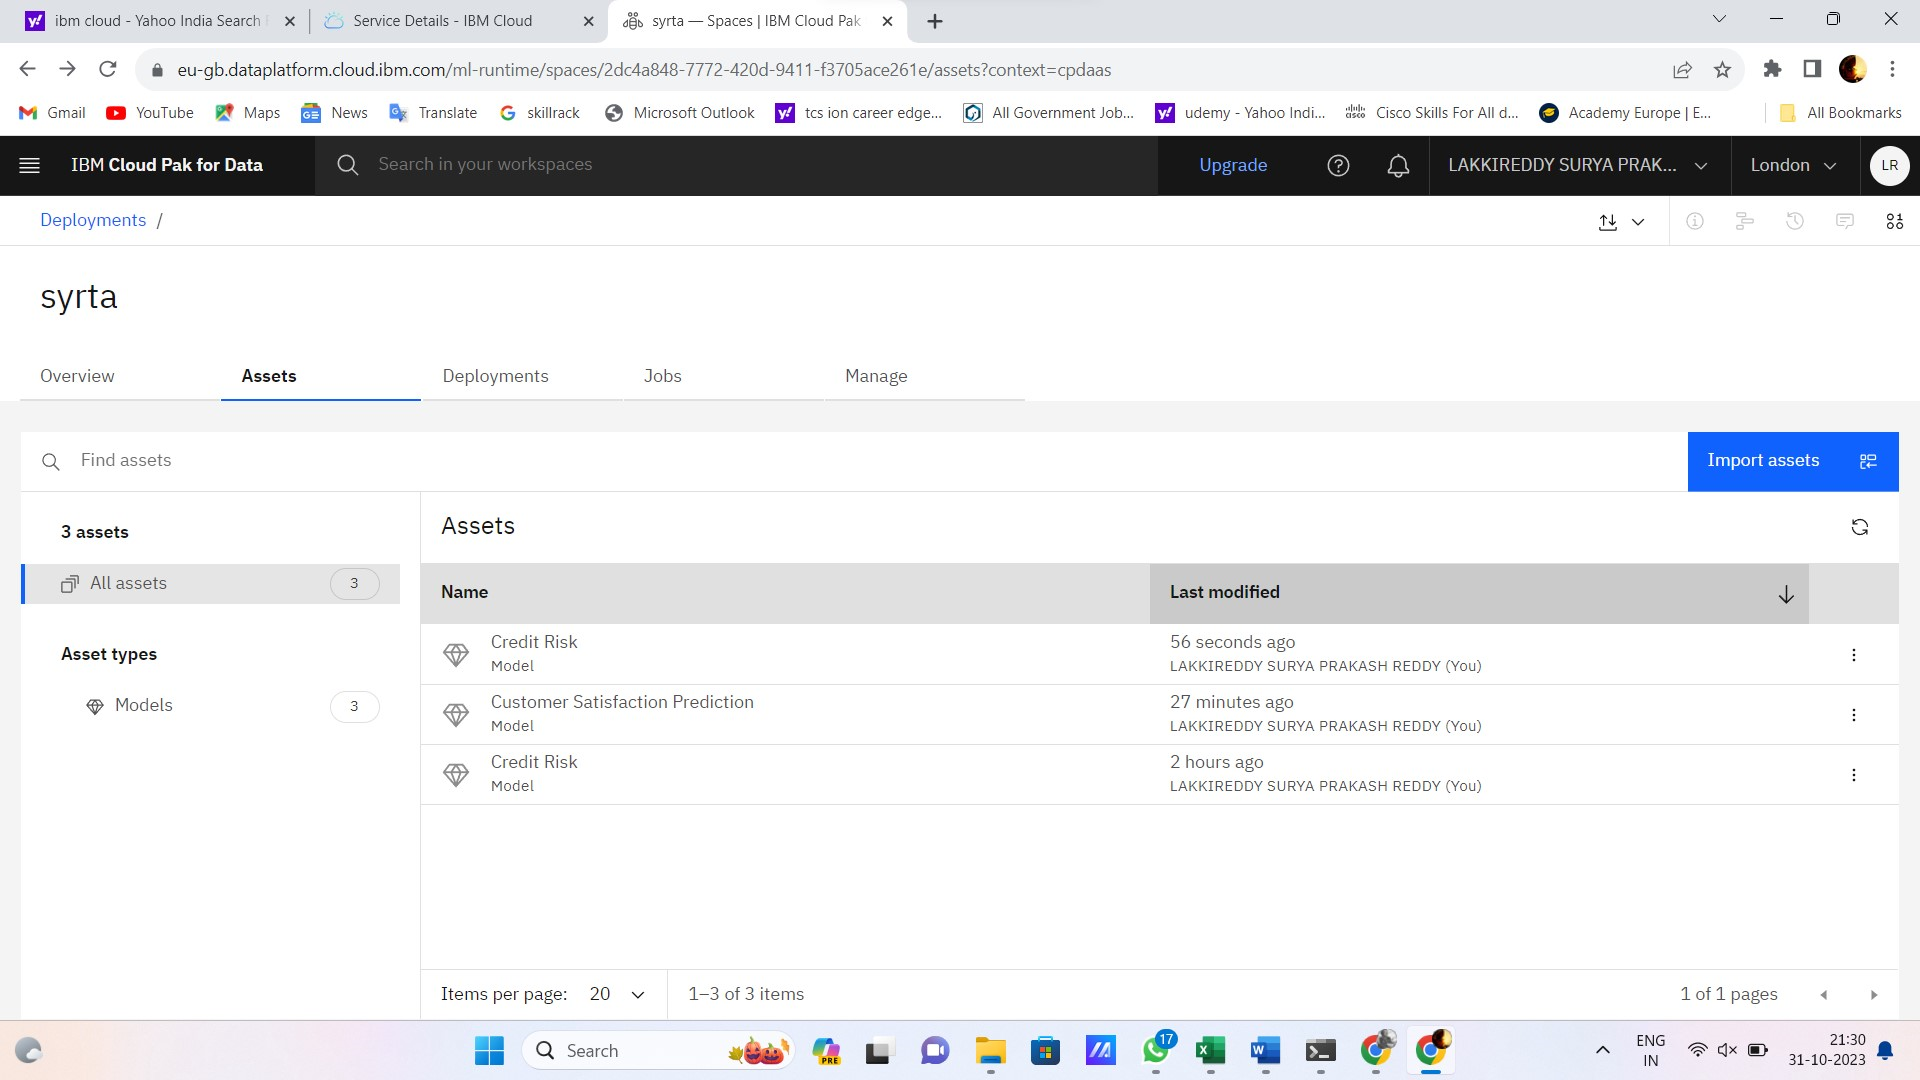 ibm cloud - Yahoo India Search
Service Details - IBM Cloud
syrta — Spaces | IBM Cloud Pak
eu-gb.dataplatform.cloud.ibm.com/ml-runtime/spaces/2dc4a848-7772-420d-9411-f3705ace261e/assets?context=cpdaas
Gmail
YouTube
Maps
News
Translate
skillrack
Microsoft Outlook
tcs ion career edge...
All Government Job...
udemy - Yahoo Indi...
Cisco Skills For All d...
Academy Europe | E...
All Bookmarks
IBM Cloud Pak for Data
Search in your workspaces
Upgrade
LAKKIREDDY SURYA PRAK...
London
LR
Deployments /
syrta
Overview
Assets
Deployments
Jobs
Manage
Find assets
Import assets
3 assets
All assets
3
Asset types
Models
3
Assets
Name
Last modified
Credit Risk
Model
56 seconds ago
LAKKIREDDY SURYA PRAKASH REDDY (You)
Customer Satisfaction Prediction
Model
27 minutes ago
LAKKIREDDY SURYA PRAKASH REDDY (You)
Credit Risk
Model
2 hours ago
LAKKIREDDY SURYA PRAKASH REDDY (You)
Items per page: 20
1–3 of 3 items
1 of 1 pages
Search
PRE
17
ENG
IN
21:30
31-10-2023